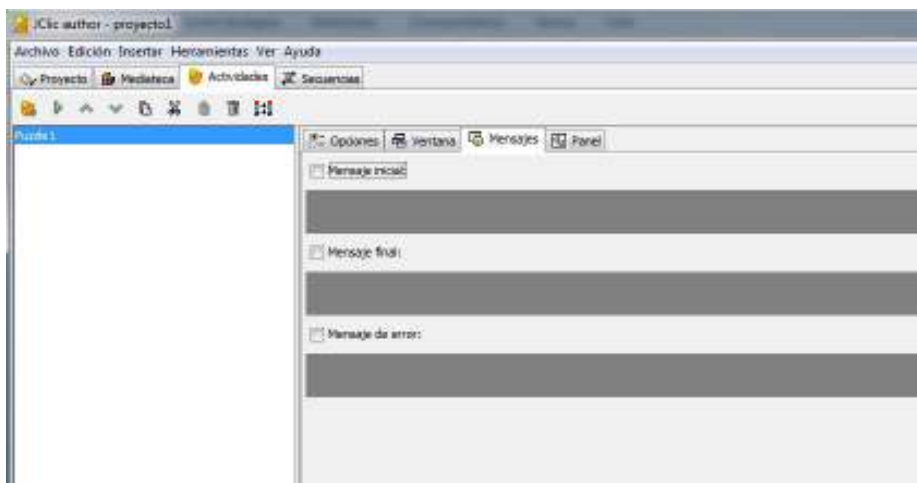 JClic author - proyecto1
Archivo Edición Insertar Herramientas Ver Ayuda
Proyecto Mediateca Actividades Secuencias
Puzzle1
Opciones Ventana Mensajes Panel
Mensaje inicial:
Mensaje final:
Mensaje de error: